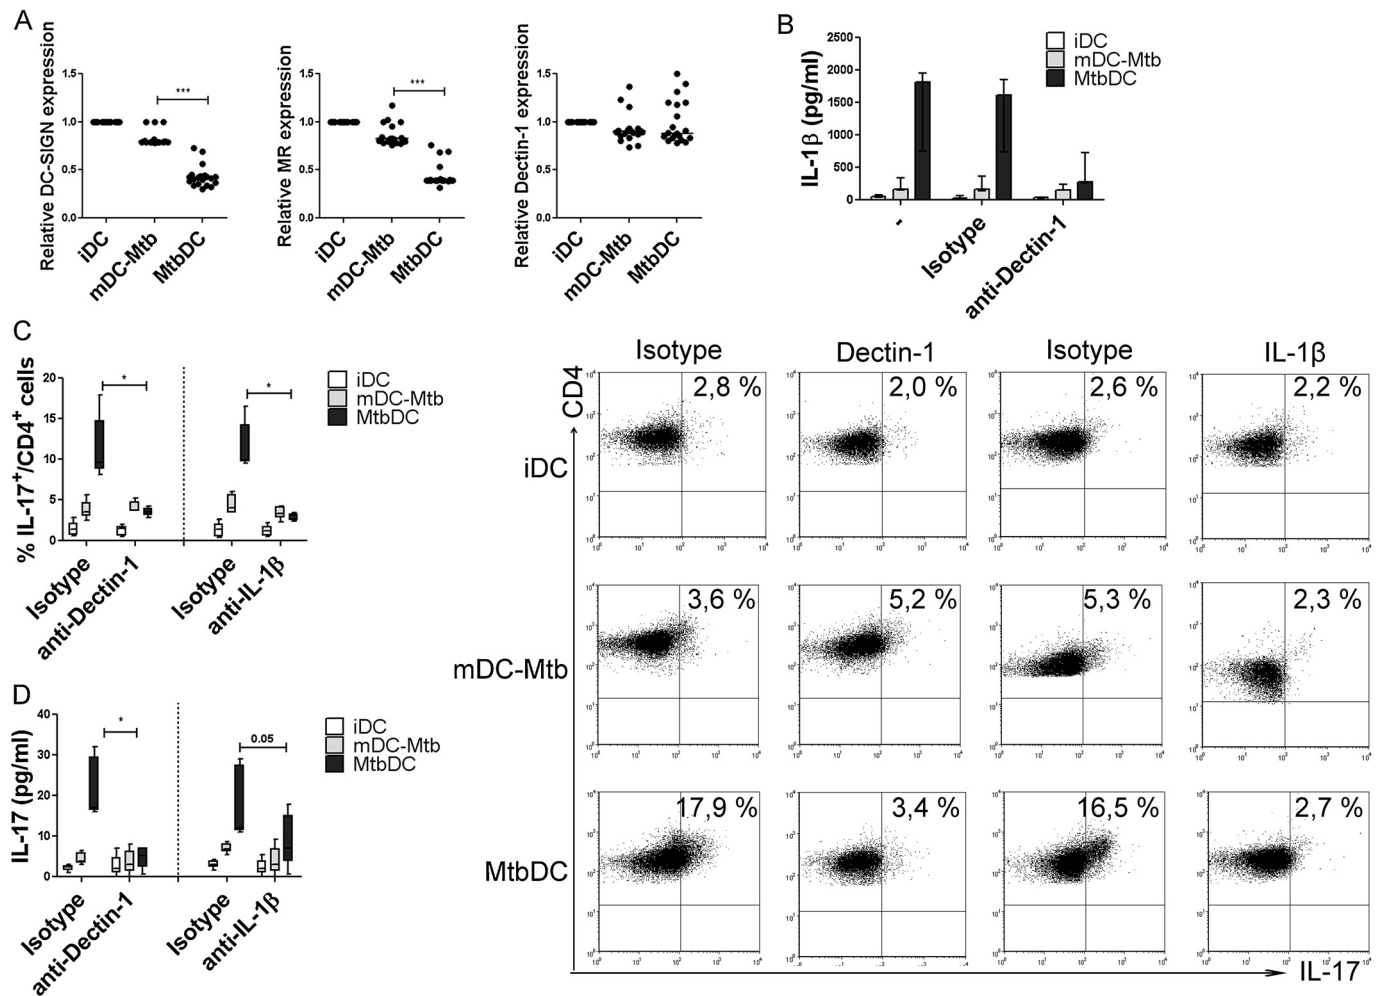 A
Relative DC-SIGN expression
1.5
1.0
0.5
0.0
***
iDC
mDC-Mtb
MtbDC
Relative MR expression
1.5
1.0
0.5
0.0
***
iDC
mDC-Mtb
MtbDC
Relative Dectin-1 expression
1.5
1.0
0.5
0.0
iDC
mDC-Mtb
MtbDC
B
IL-1β (pg/ml)
2500
2000
1500
1000
500
0
-
Isotype
anti-Dectin-1
iDC
mDC-Mtb
MtbDC
C
% IL-17+/CD4+ cells
20
15
10
5
0
*
*
Isotype
anti-Dectin-1
Isotype
anti-IL-1β
iDC
mDC-Mtb
MtbDC
D
IL-17 (pg/ml)
40
30
20
10
0
*
0.05
Isotype
anti-Dectin-1
Isotype
anti-IL-1β
iDC
mDC-Mtb
MtbDC
Isotype
Dectin-1
Isotype
IL-1β
CD4
iDC
2,8 %
2,0 %
2,6 %
2,2 %
mDC-Mtb
3,6 %
5,2 %
5,3 %
2,3 %
MtbDC
17,9 %
3,4 %
16,5 %
2,7 %
IL-17